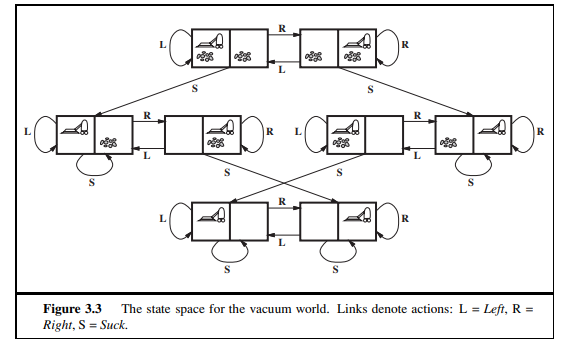 R
L
R
L
S
S
R
R
L
R
L
R
L
L
S
S
S
S
R
L
R
L
S
S
Figure 3.3 The state space for the vacuum world. Links denote actions: L = Left, R =
Right, S = Suck.